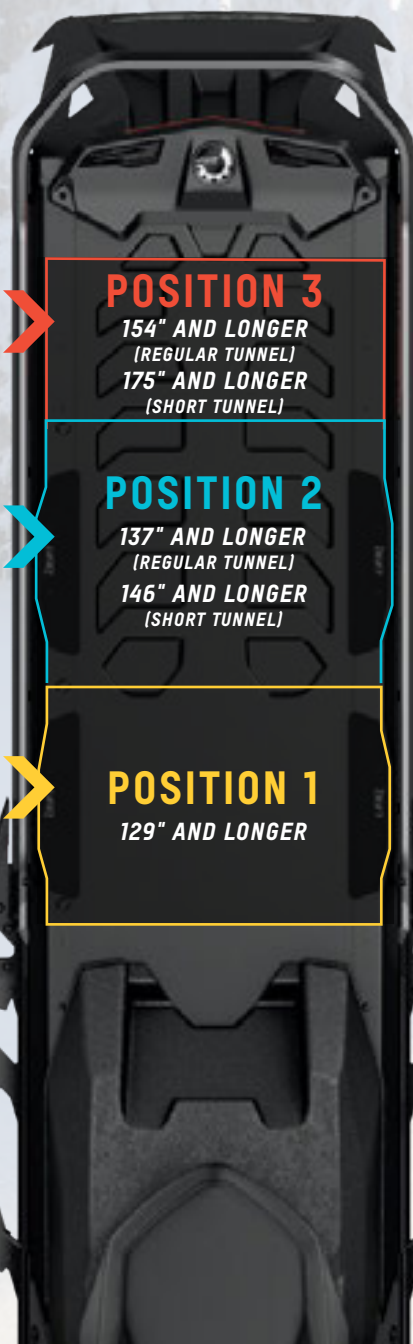 POSITION 3
154" AND LONGER
(REGULAR TUNNEL)
175" AND LONGER
(SHORT TUNNEL)
POSITION 2
137" AND LONGER
(REGULAR TUNNEL)
146" AND LONGER
(SHORT TUNNEL)
POSITION 1
129" AND LONGER